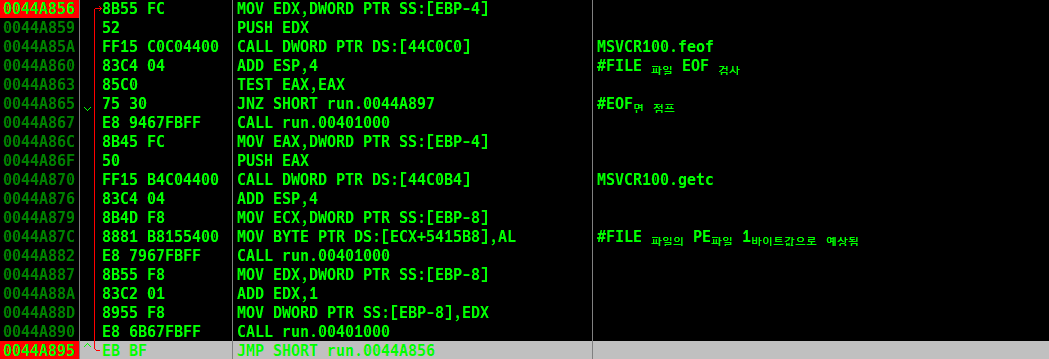 0044A856 8B55 FC MOV EDX,DWORD PTR SS:[EBP-4]
0044A859 52 PUSH EDX
0044A85A FF15 C0C04400 CALL DWORD PTR DS:[44C0C0] MSVCR100.feof
0044A860 83C4 04 ADD ESP,4 #FILE 파일 EOF 검사
0044A863 85C0 TEST EAX,EAX
0044A865 75 30 JNZ SHORT run.0044A897 #EOF면 점프
0044A867 E8 9467FBFF CALL run.00401000
0044A86C 8B45 FC MOV EAX,DWORD PTR SS:[EBP-4]
0044A86F 50 PUSH EAX
0044A870 FF15 B4C04400 CALL DWORD PTR DS:[44C0B4] MSVCR100.getc
0044A876 83C4 04 ADD ESP,4
0044A879 8B4D F8 MOV ECX,DWORD PTR SS:[EBP-8]
0044A87C 8881 B8155400 MOV BYTE PTR DS:[ECX+5415B8],AL #FILE 파일의 PE파일 1바이트값으로 예상됨
0044A882 E8 7967FBFF CALL run.00401000
0044A887 8B55 F8 MOV EDX,DWORD PTR SS:[EBP-8]
0044A88A 83C2 01 ADD EDX,1
0044A88D 8955 F8 MOV DWORD PTR SS:[EBP-8],EDX
0044A890 E8 6B67FBFF CALL run.00401000
0044A895 EB BF JMP SHORT run.0044A856